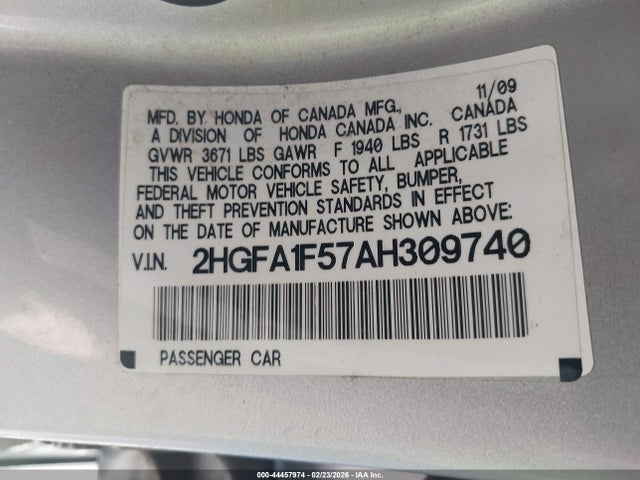 11/09
MFD. BY HONDA OF CANADA MFG.,
A DIVISION OF HONDA CANADA INC. CANADA
GVWR 3671 LBS GAWR F 1940 LBS R 1731 LBS
THIS VEHICLE CONFORMS TO ALL APPLICABLE
FEDERAL MOTOR VEHICLE SAFETY, BUMPER,
AND THEFT PREVENTION STANDARDS IN EFFECT
ON THE DATE OF MANUFACTURE SHOWN ABOVE:
V.I.N. 2HGFA1F57AH309740
PASSENGER CAR
000-44457974 - 02/23/2026 - IAA Inc.